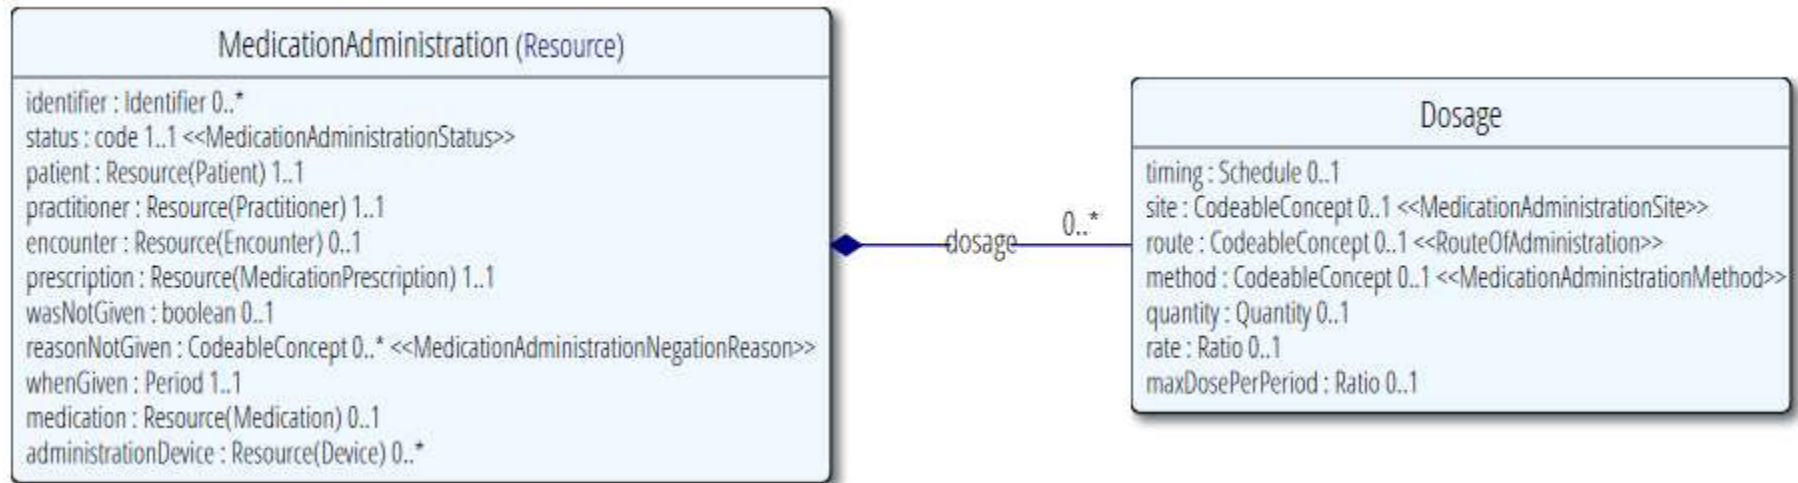 MedicationAdministration (Resource)
identifier : Identifier 0..*
status : code 1..1 <<MedicationAdministrationStatus>>
patient : Resource(Patient) 1..1
practitioner : Resource(Practitioner) 1..1
encounter : Resource(Encounter) 0..1
prescription : Resource(MedicationPrescription) 1..1
wasNotGiven : boolean 0..1
reasonNotGiven : CodeableConcept 0..* <<MedicationAdministrationNegationReason>>
whenGiven : Period 1..1
medication : Resource(Medication) 0..1
administrationDevice : Resource(Device) 0..*
dosage
0..*
Dosage
timing : Schedule 0..1
site : CodeableConcept 0..1 <<MedicationAdministrationSite>>
route : CodeableConcept 0..1 <<RouteOfAdministration>>
method : CodeableConcept 0..1 <<MedicationAdministrationMethod>>
quantity : Quantity 0..1
rate : Ratio 0..1
maxDosePerPeriod : Ratio 0..1